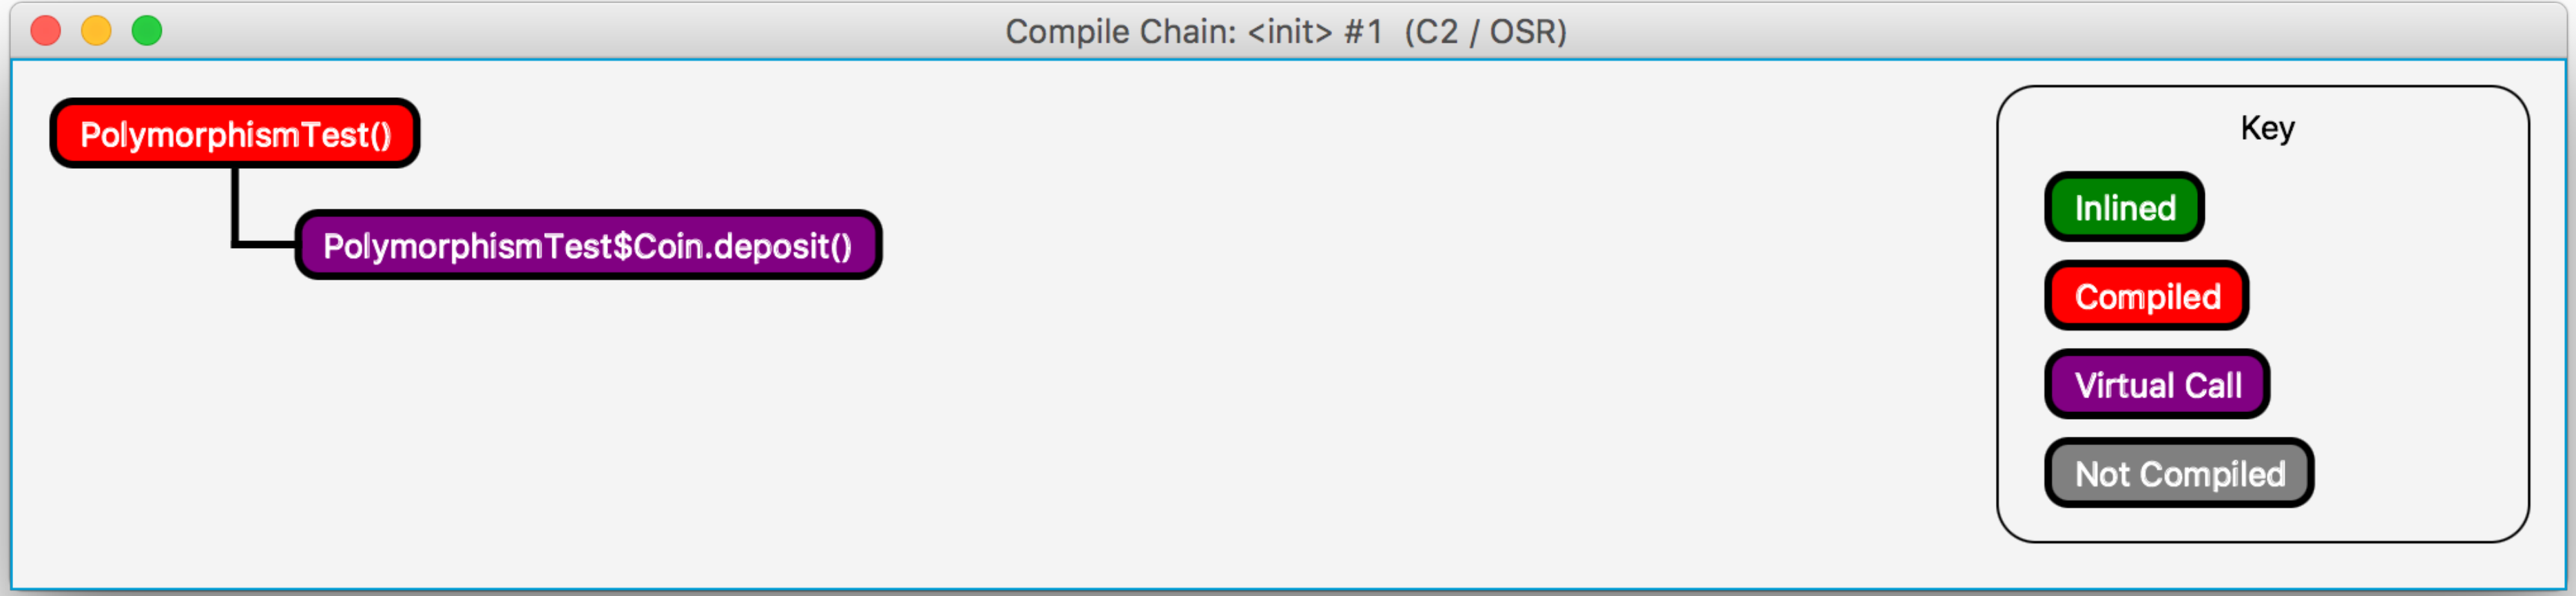 Compile Chain: <init> #1 (C2 / OSR)
PolymorphismTest()
PolymorphismTest$Coin.deposit()
Key
Inlined
Compiled
Virtual Call
Not Compiled